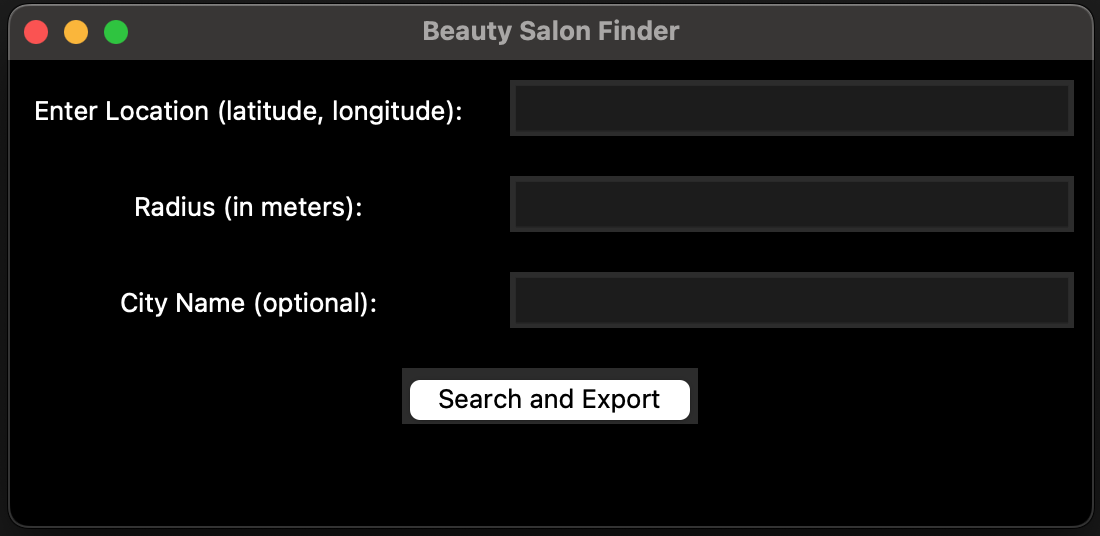 Beauty Salon Finder
Enter Location (latitude, longitude):
Radius (in meters):
City Name (optional):
Search and Export